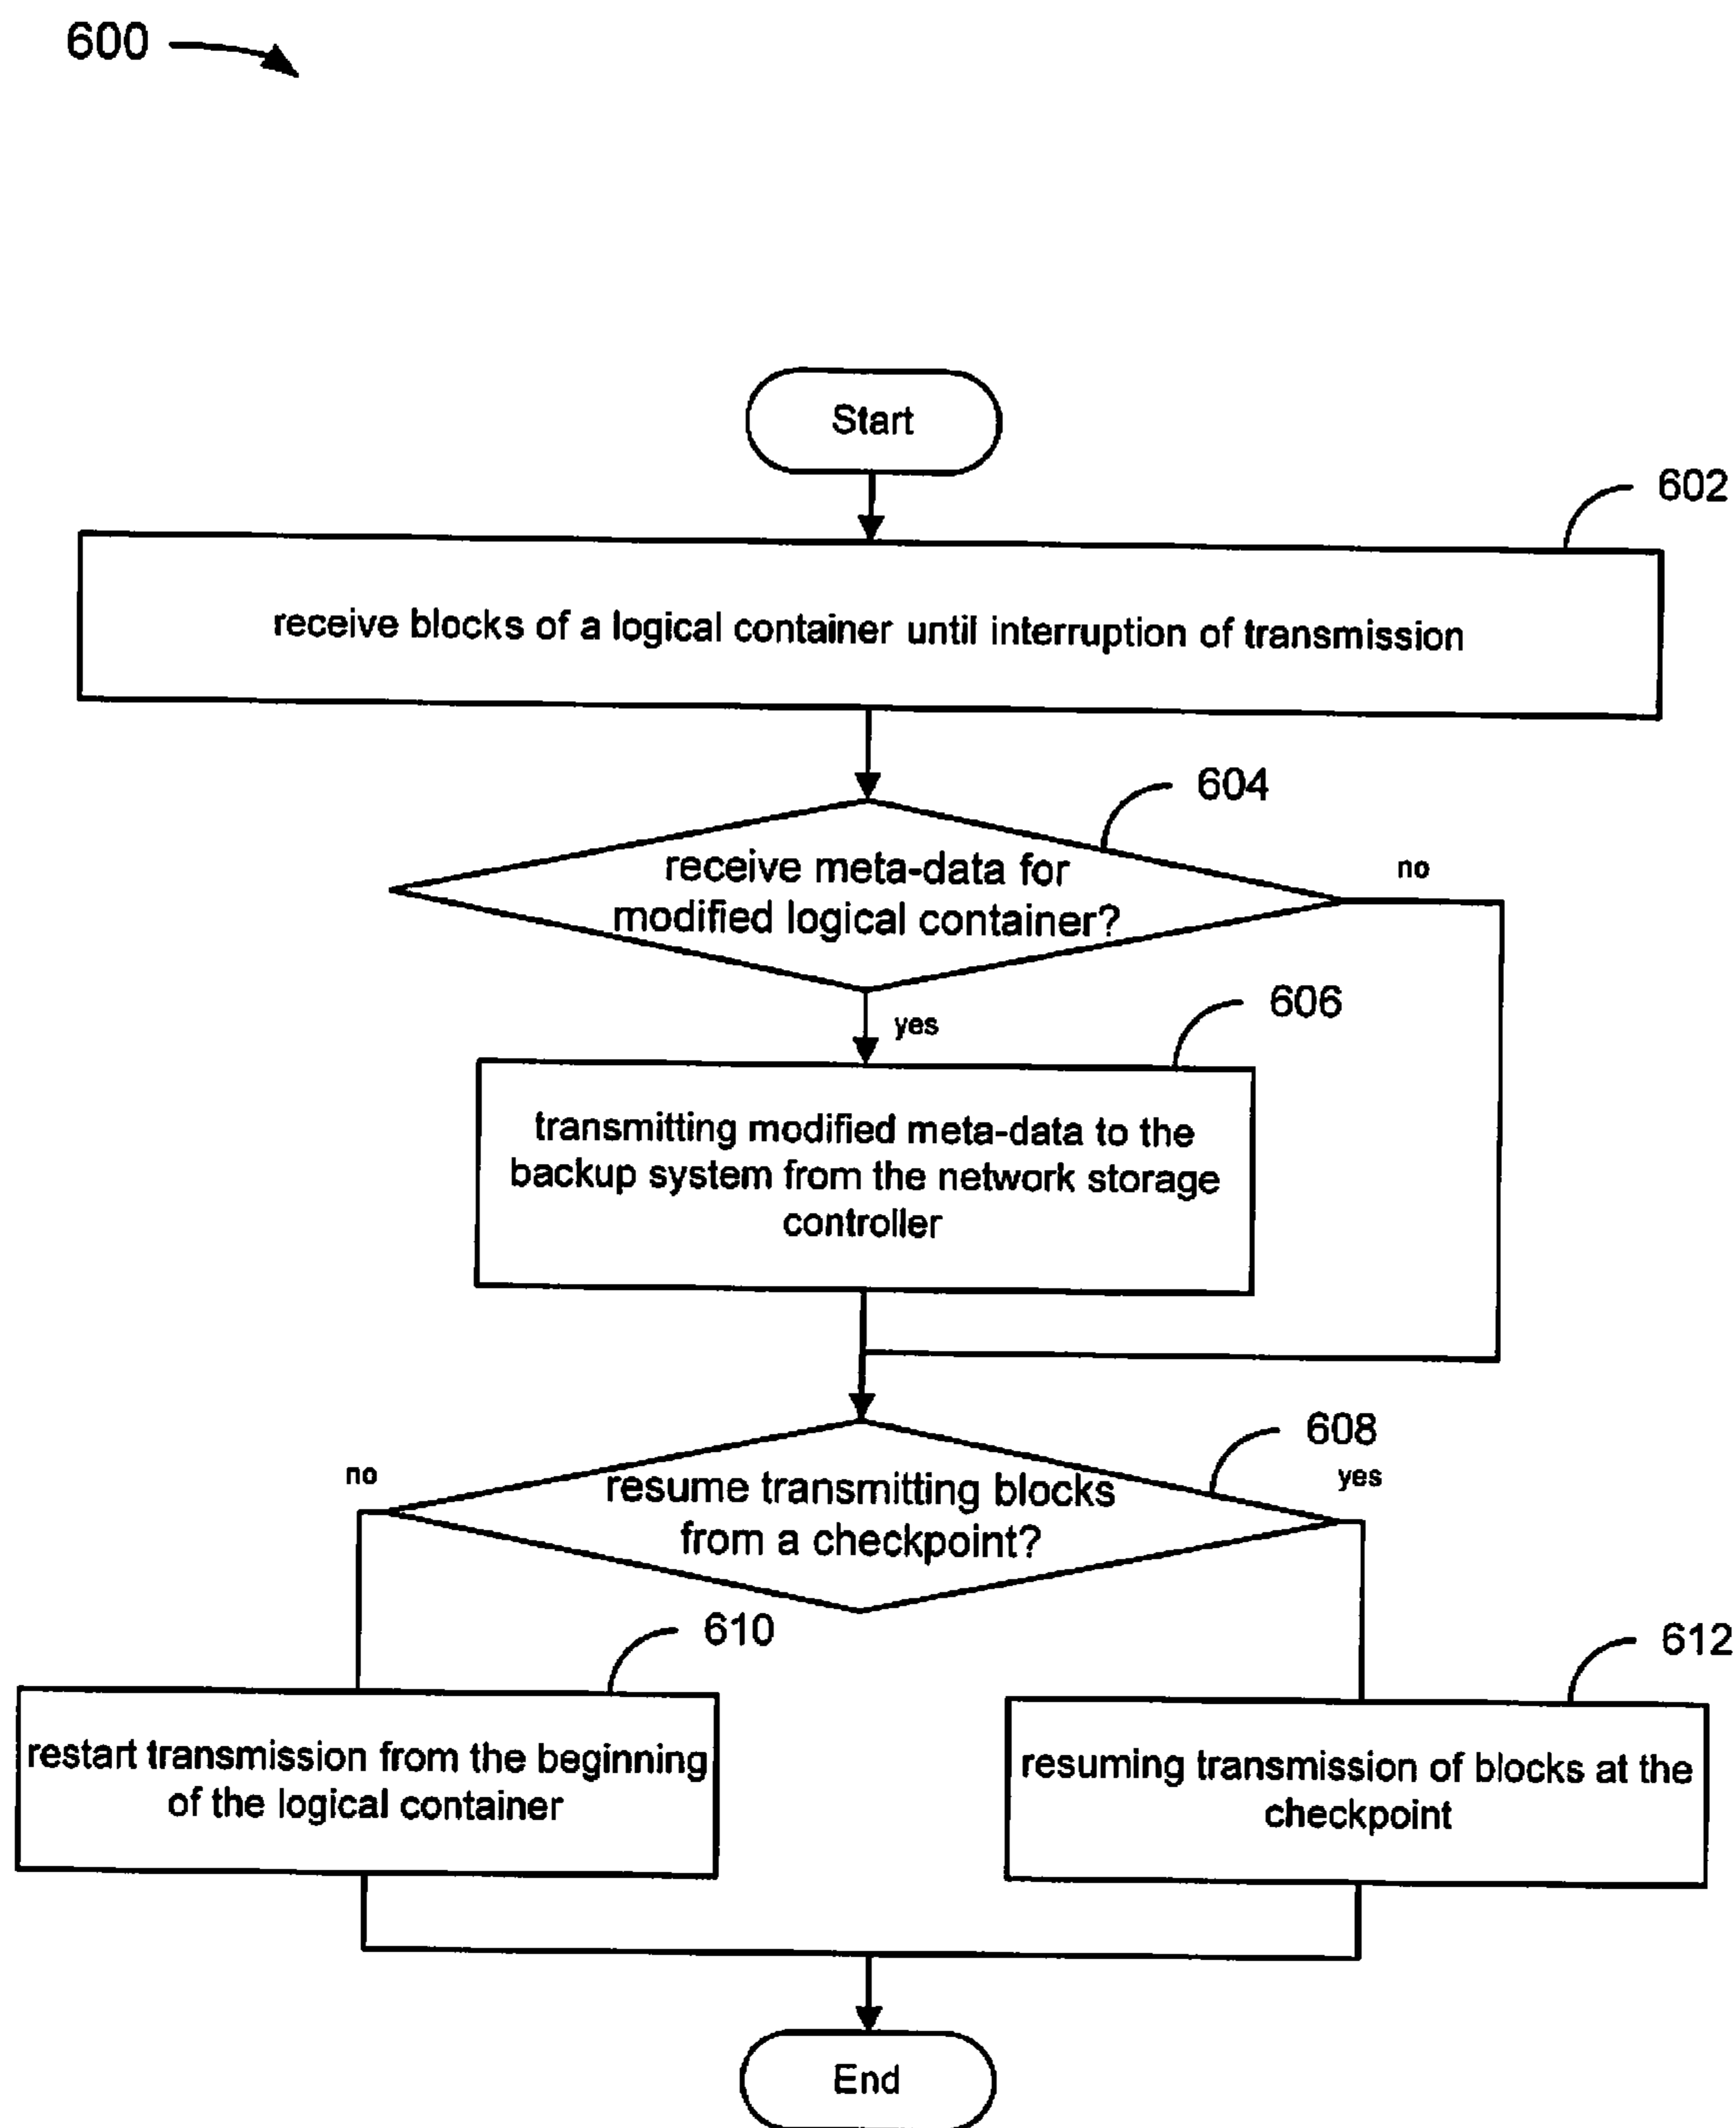 600
Start
602
receive blocks of a logical container until interruption of transmission
604
receive meta-data for
modified logical container?
no
yes
606
transmitting modified meta-data to the
backup system from the network storage
controller
608
no
yes
resume transmitting blocks
from a checkpoint?
610
612
restart transmission from the beginning
of the logical container
resuming transmission of blocks at the
checkpoint
End